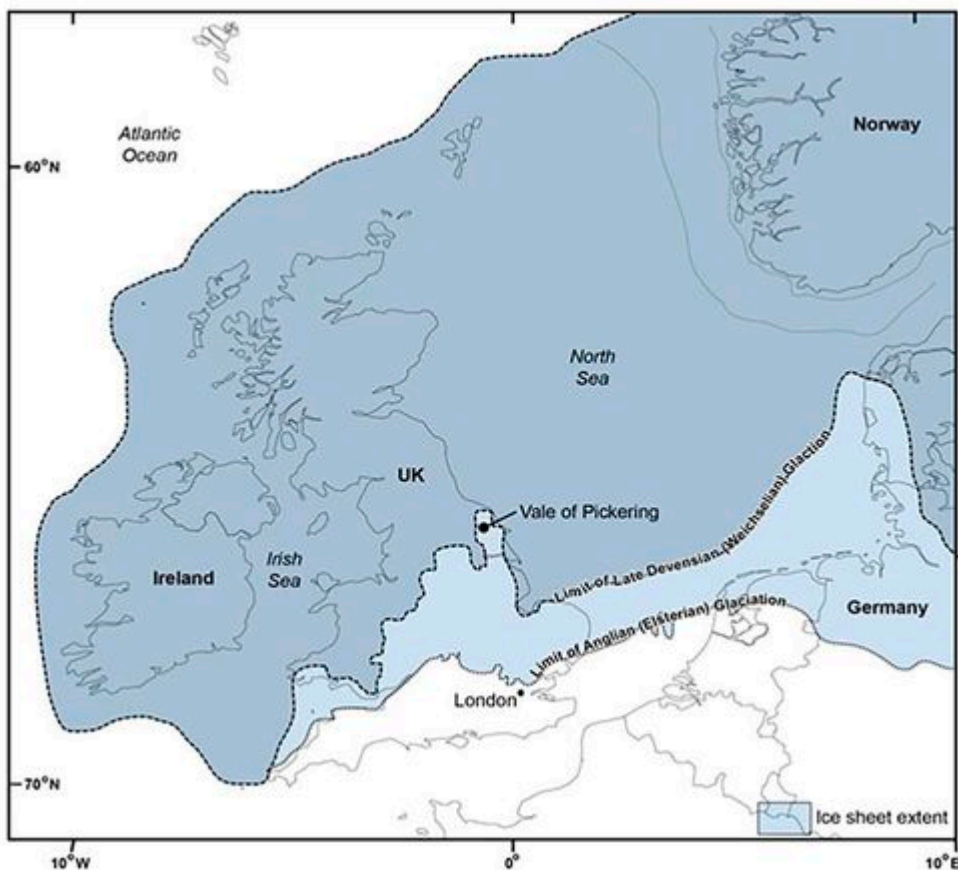 Atlantic
Ocean
Norway
60°N
North
Sea
UK
Vale of Pickering
Irish
Sea
Ireland
Limit of Late Devensian (Weichselian) Glaction
Germany
Limit of Anglian (Elsterian) Glaciation
London
70°N
Ice sheet extent
10°W
0°
10°E